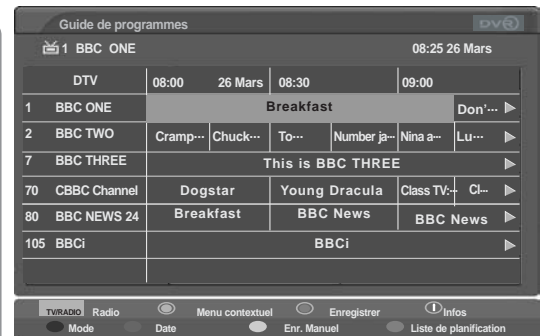 Guide de programmes DVR
1 BBC ONE 08:25 26 Mars
DTV 08:00 26 Mars 08:30 09:00
1 BBC ONE Breakfast Don'···
2 BBC TWO Cramp··· Chuck··· To··· Number ja··· Nina a··· Lu···
7 BBC THREE This is BBC THREE
70 CBBC Channel Dogstar Young Dracula Class TV:··· Cl···
80 BBC NEWS 24 Breakfast BBC News BBC News
105 BBCi BBCi
TV/RADIO Radio Menu contextuel Enregistrer Infos
Mode Date Enr. Manuel Liste de planification